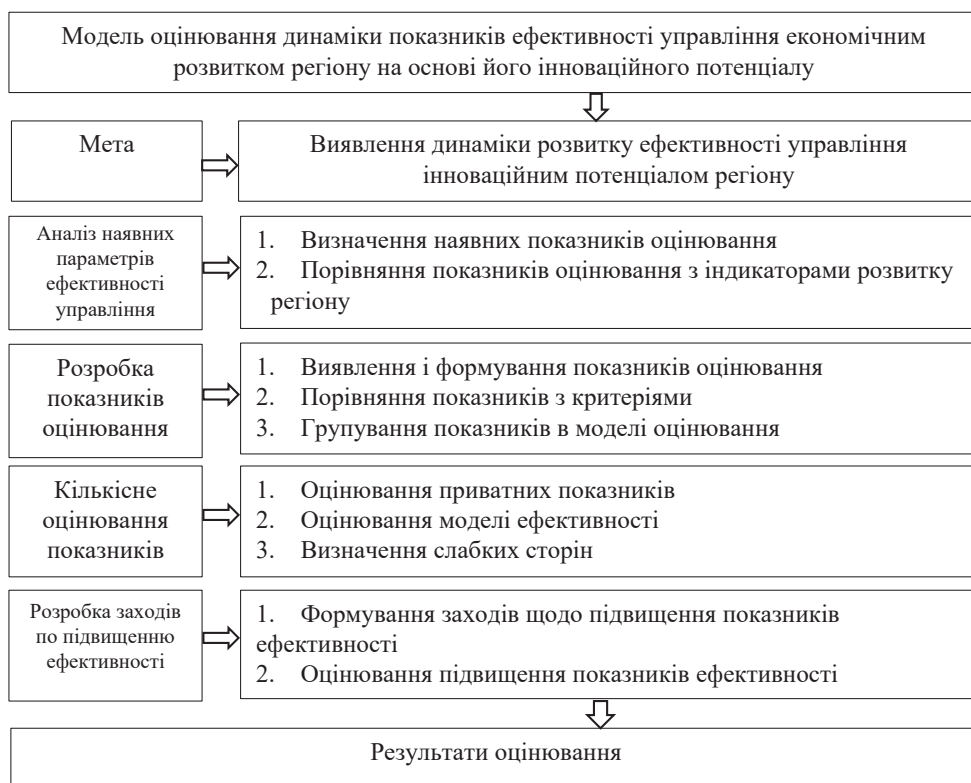 Модель оцінювання динаміки показників ефективності управління економічним
розвитком регіону на основі його інноваційного потенціалу
Мета
Виявлення динаміки розвитку ефективності управління
інноваційним потенціалом регіону
Аналіз наявних
параметрів
ефективності
управління
1. Визначення наявних показників оцінювання
2. Порівняння показників оцінювання з індикаторами розвитку
регіону
Розробка
показників
оцінювання
1. Виявлення і формування показників оцінювання
2. Порівняння показників з критеріями
3. Групування показників в моделі оцінювання
Кількісне
оцінювання
показників
1. Оцінювання приватних показників
2. Оцінювання моделі ефективності
3. Визначення слабких сторін
Розробка заходів
по підвищенню
ефективності
1. Формування заходів щодо підвищення показників
ефективності
2. Оцінювання підвищення показників ефективності
Результати оцінювання